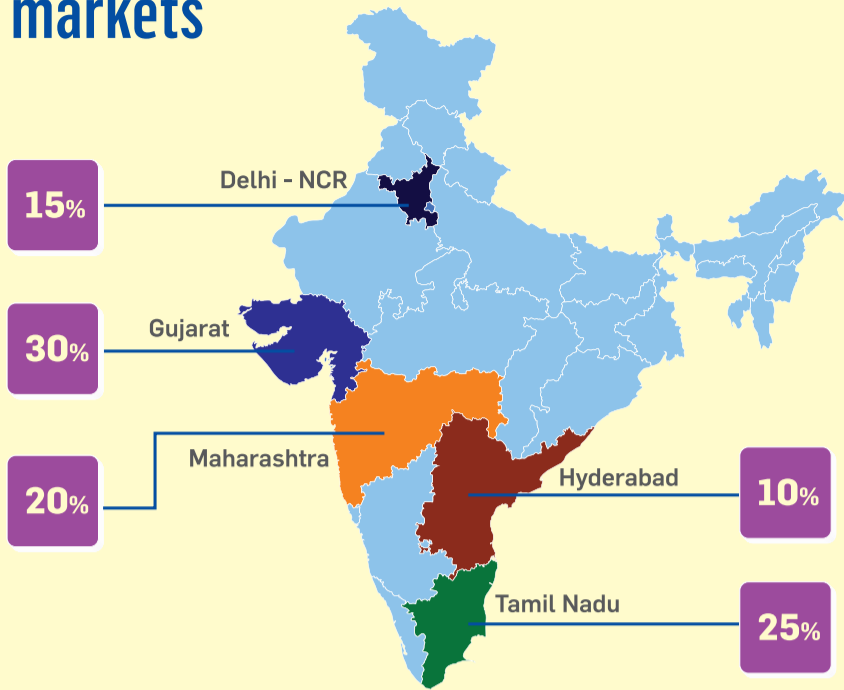 markets
Delhi - NCR
15%
Gujarat
30%
Maharashtra
20%
Hyderabad
10%
Tamil Nadu
25%